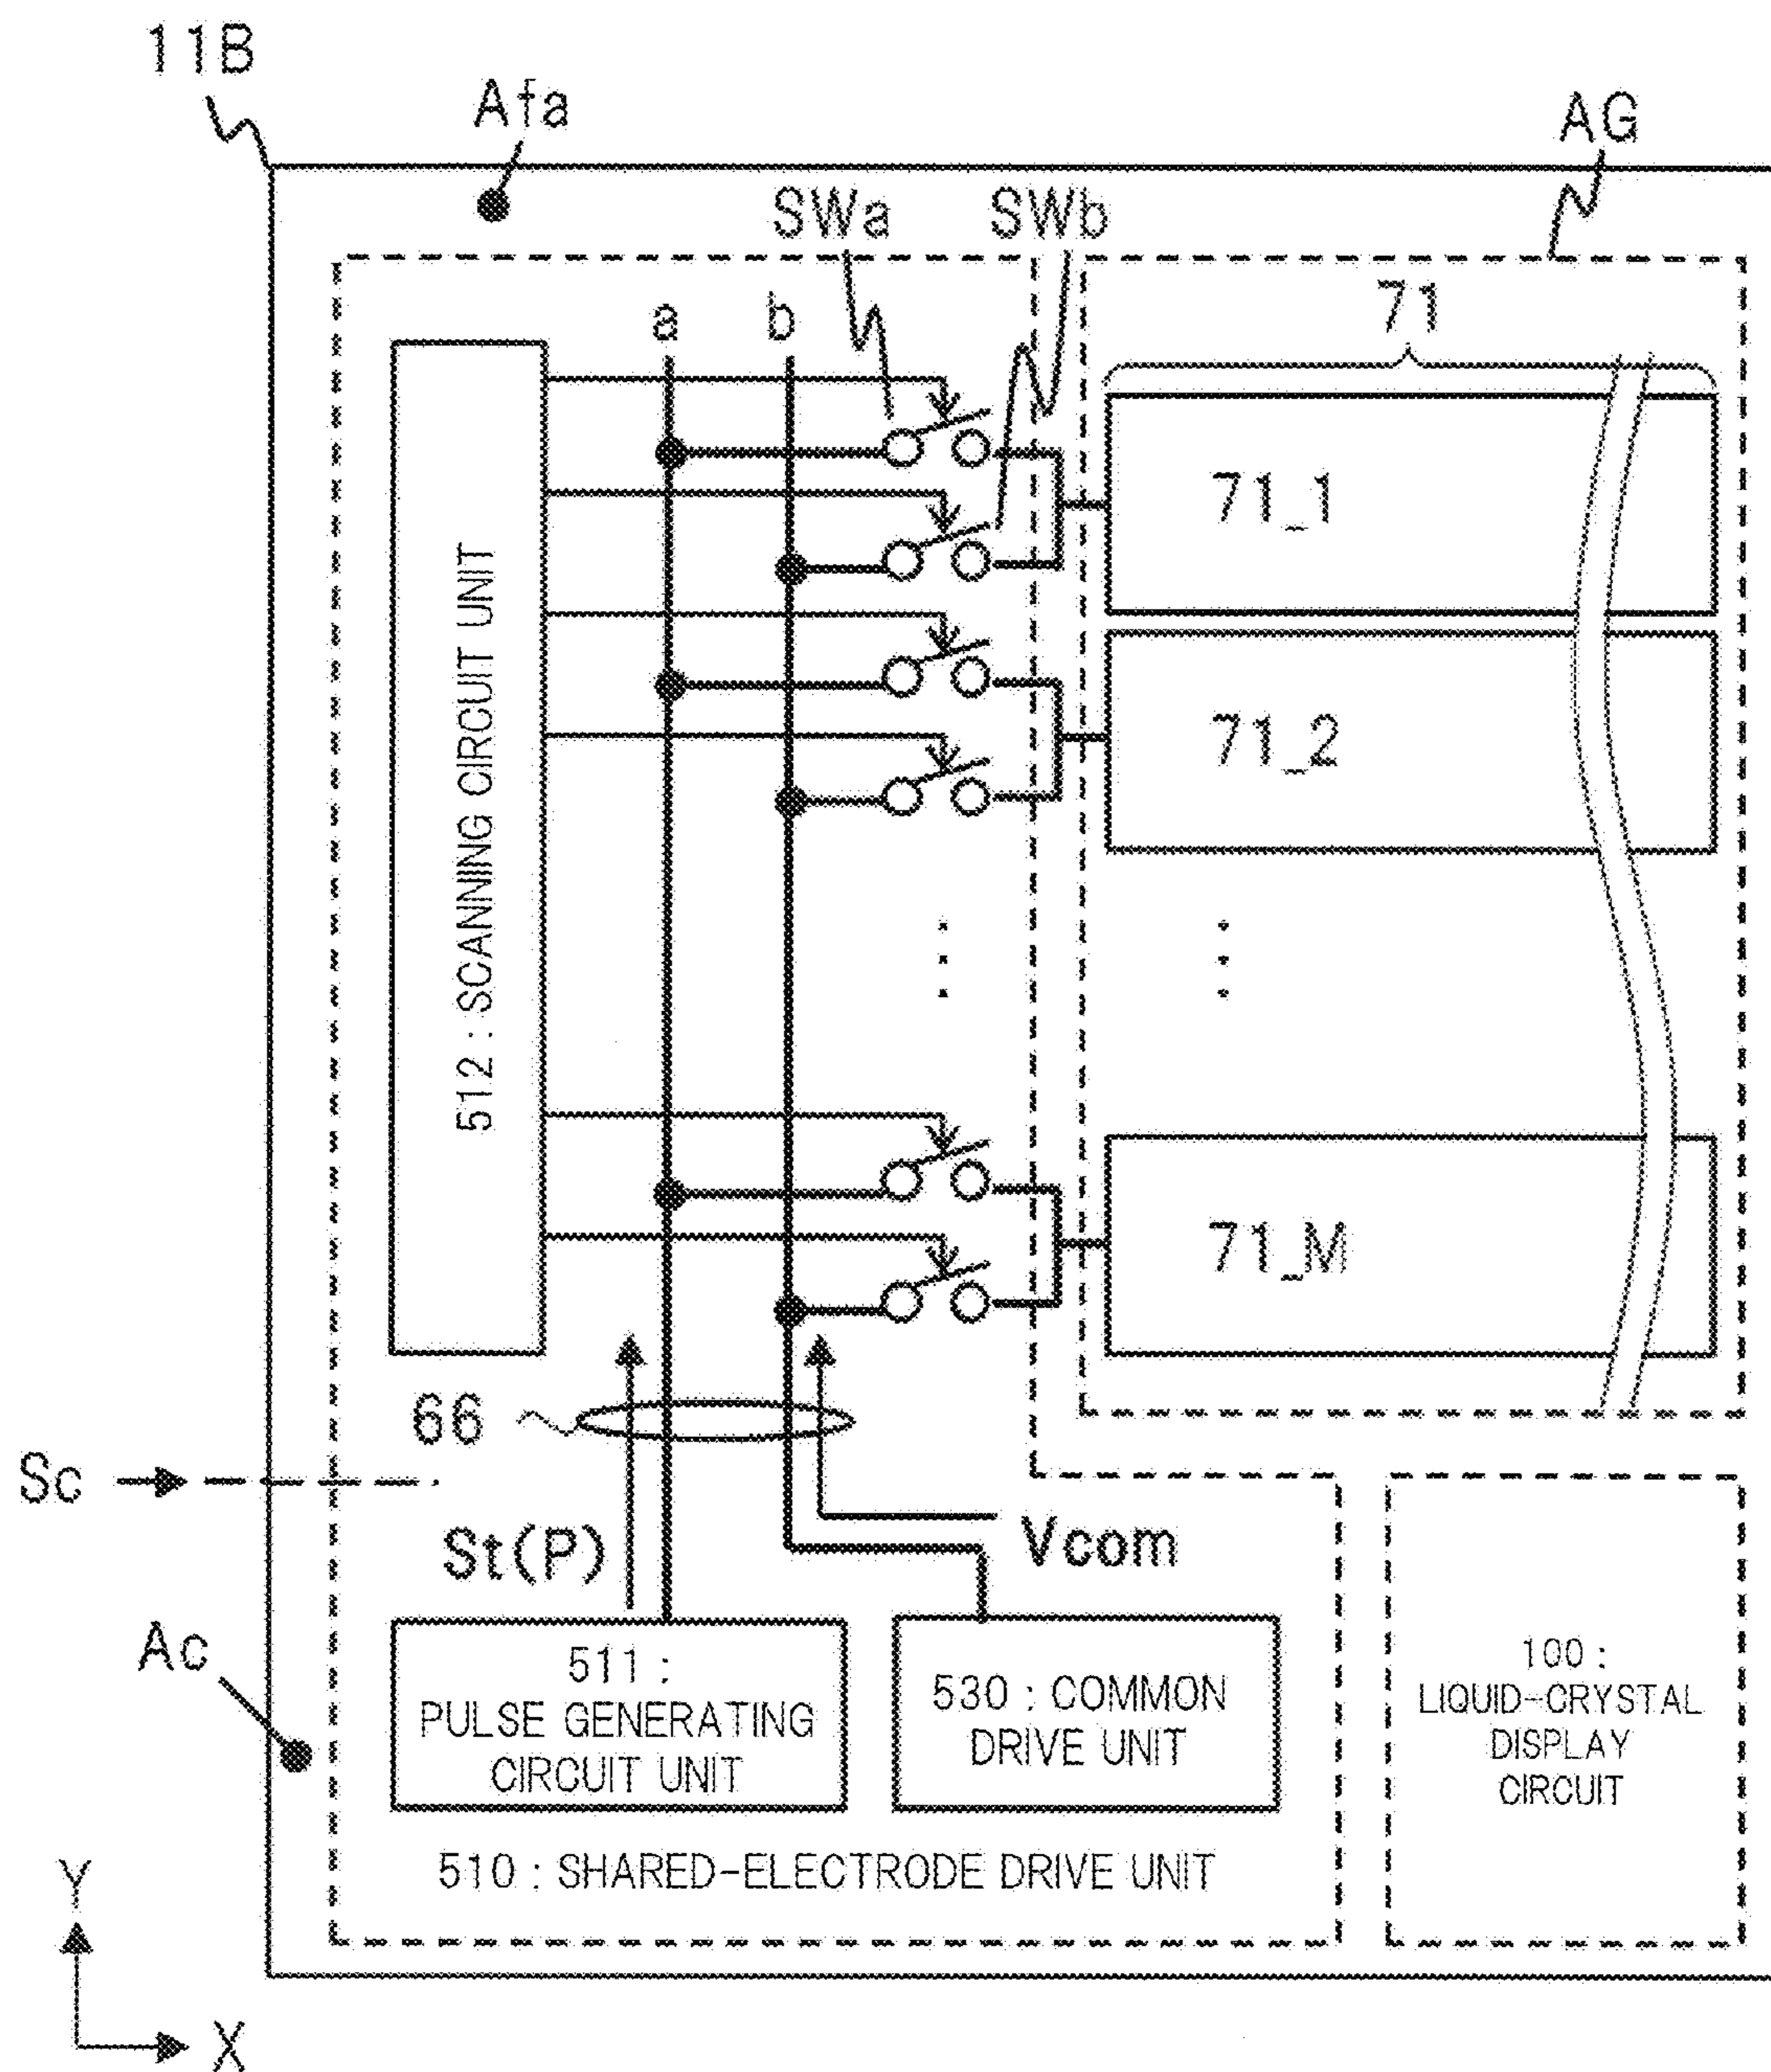 11B
Afa
AG
SWa
SWb
a
b
71
71_1
71_2
71_M
512 : SCANNING CIRCUIT UNIT
66
Sc
St(P)
Vcom
Ac
511 :
PULSE GENERATING
CIRCUIT UNIT
530 : COMMON
DRIVE UNIT
100 :
LIQUID-CRYSTAL
DISPLAY
CIRCUIT
510 : SHARED-ELECTRODE DRIVE UNIT
Y
X